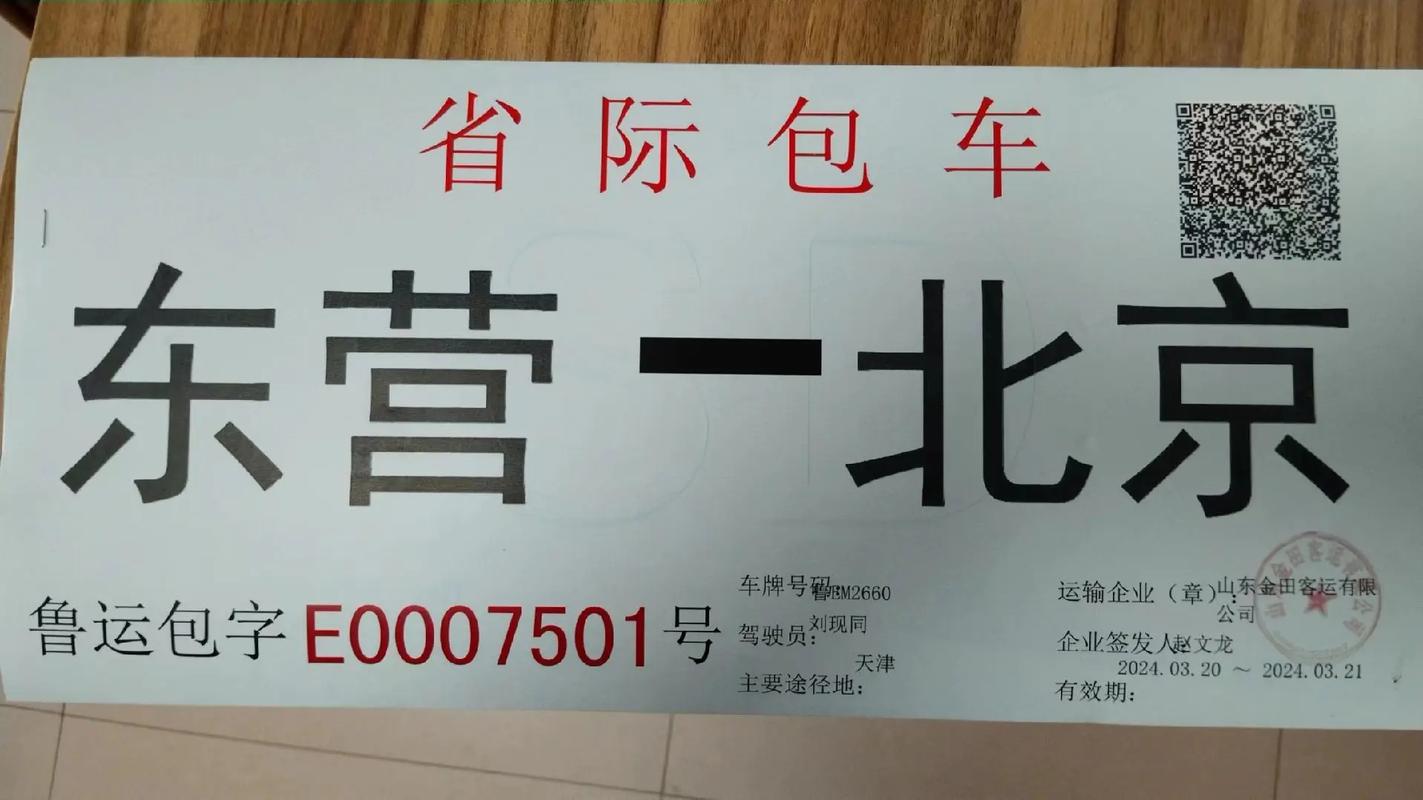 省际包车
东营－北京
鲁运包字E0007501号
车牌号码 鲁EM2660
驾驶员：刘现同
主要途径地：天津
运输企业（章）：山东金田客运有限
公司
企业签发人 赵文龙
有效期：2024.03.20 ～ 2024.03.21